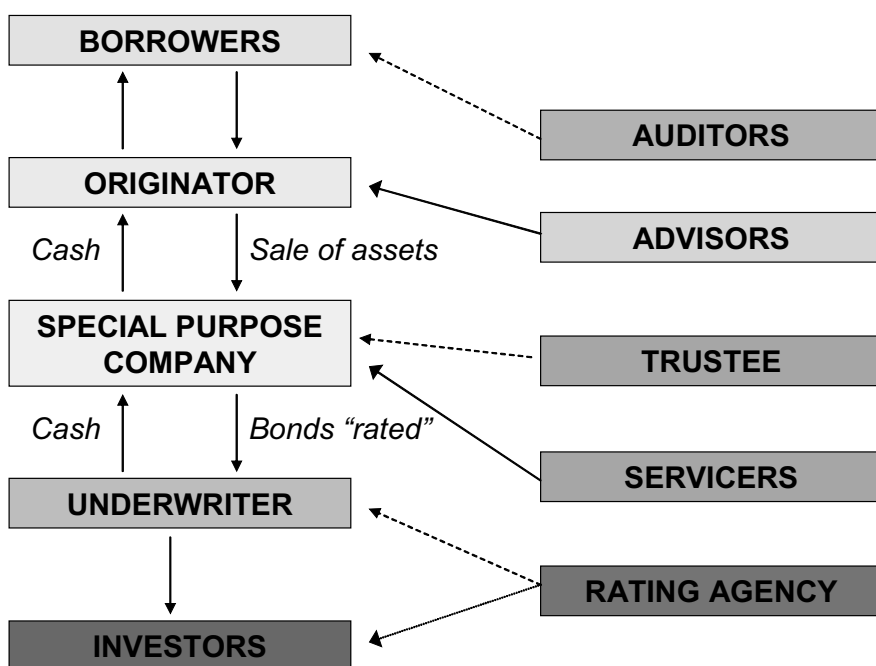 BORROWERS
AUDITORS
ORIGINATOR
ADVISORS
Cash
Sale of assets
SPECIAL PURPOSE
COMPANY
TRUSTEE
Cash
Bonds “rated”
SERVICERS
UNDERWRITER
RATING AGENCY
INVESTORS